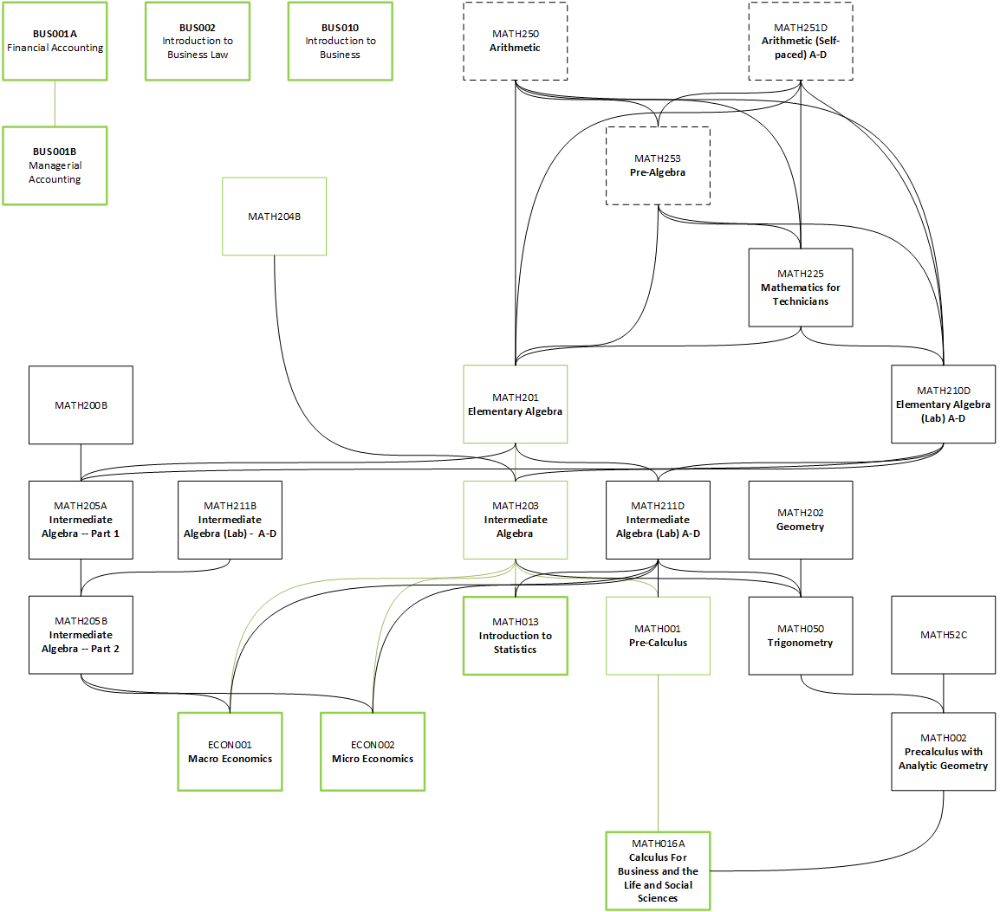 BUS001A
Financial Accounting
BUS002
Introduction to
Business Law
BUS010
Introduction to
Business
MATH250
Arithmetic
MATH251D
Arithmetic (Self-
paced) A-D
BUS001B
Managerial
Accounting
MATH253
Pre-Algebra
MATH204B
MATH225
Mathematics for
Technicians
MATH200B
MATH201
Elementary Algebra
MATH210D
Elementary Algebra
(Lab) A-D
MATH205A
Intermediate
Algebra -- Part 1
MATH211B
Intermediate
Algebra (Lab) - A-D
MATH203
Intermediate
Algebra
MATH211D
Intermediate
Algebra (Lab) A-D
MATH202
Geometry
MATH205B
Intermediate
Algebra -- Part 2
MATH013
Introduction to
Statistics
MATH001
Pre-Calculus
MATH050
Trigonometry
MATH52C
ECON001
Macro Economics
ECON002
Micro Economics
MATH002
Precalculus with
Analytic Geometry
MATH016A
Calculus For
Business and the
Life and Social
Sciences